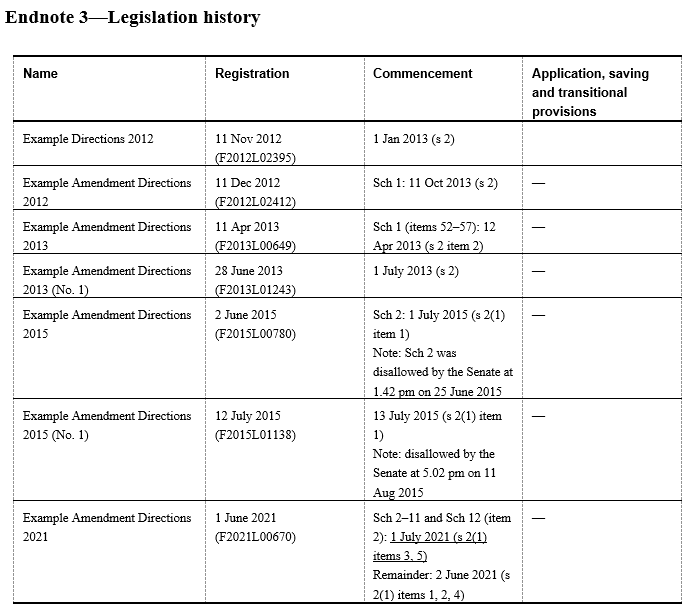 Endnote 3—Legislation history
Name Registration Commencement Application, saving
and transitional
provisions
Example Directions 2012 11 Nov 2012 1 Jan 2013 (s 2)
(F2012L02395)
Example Amendment Directions 11 Dec 2012 Sch 1: 11 Oct 2013 (s 2) —
2012 (F2012L02412)
Example Amendment Directions 11 Apr 2013 Sch 1 (items 52–57): 12 —
2013 (F2013L00649) Apr 2013 (s 2 item 2)
Example Amendment Directions 28 June 2013 1 July 2013 (s 2) —
2013 (No. 1) (F2013L01243)
Example Amendment Directions 2 June 2015 Sch 2: 1 July 2015 (s 2(1) —
2015 (F2015L00780) item 1)
Note: Sch 2 was
disallowed by the Senate at
1.42 pm on 25 June 2015
Example Amendment Directions 12 July 2015 13 July 2015 (s 2(1) item —
2015 (No. 1) (F2015L01138) 1)
Note: disallowed by the
Senate at 5.02 pm on 11
Aug 2015
Example Amendment Directions 1 June 2021 Sch 2–11 and Sch 12 (item —
2021 (F2021L00670) 2): 1 July 2021 (s 2(1)
items 3, 5)
Remainder: 2 June 2021 (s
2(1) items 1, 2, 4)